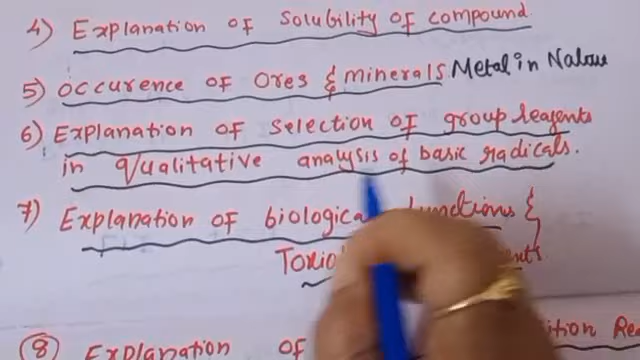 4) Explanation of Solubility of compound
5) Occurence of Ores & minerals Metal in Nature
6) Explanation of Selection of group reagents
in qualitative analysis of basic radicals.
7) Explanation of biological functions &
8) Explanation of